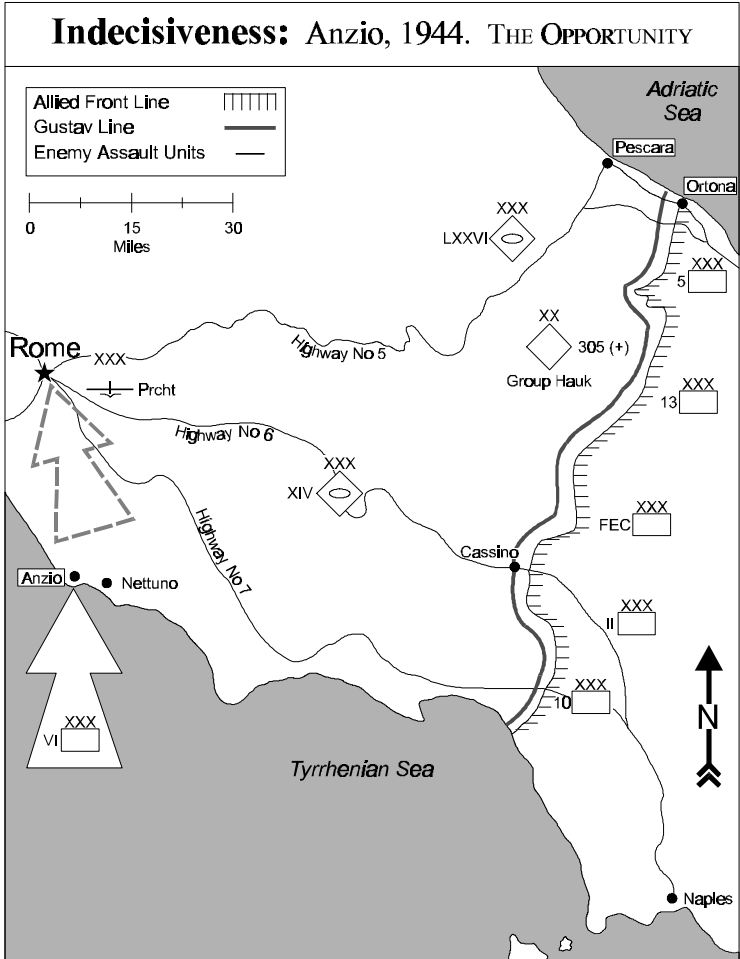 Indecisiveness: Anzio, 1944. THE OPPORTUNITY
Allied Front Line
Gustav Line
Enemy Assault Units
0 15 30
Miles
Adriatic
Sea
Pescara
Ortona
XXX
LXXVI
XXX
5
XX
305 (+)
Group Hauk
Highway No 5
Rome
XXX
Prcht
XXX
13
Highway No 6
XXX
XIV
XXX
FEC
Highway No 7
Cassino
Anzio
Nettuno
XXX
II
XXX
10
XXX
VI
N
Tyrrhenian Sea
Naples